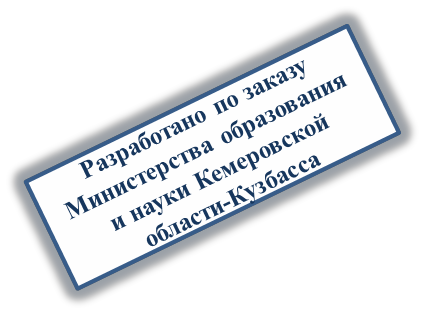 Разработано по заказу
Министерства образования
и науки Кемеровской
области-Кузбасса